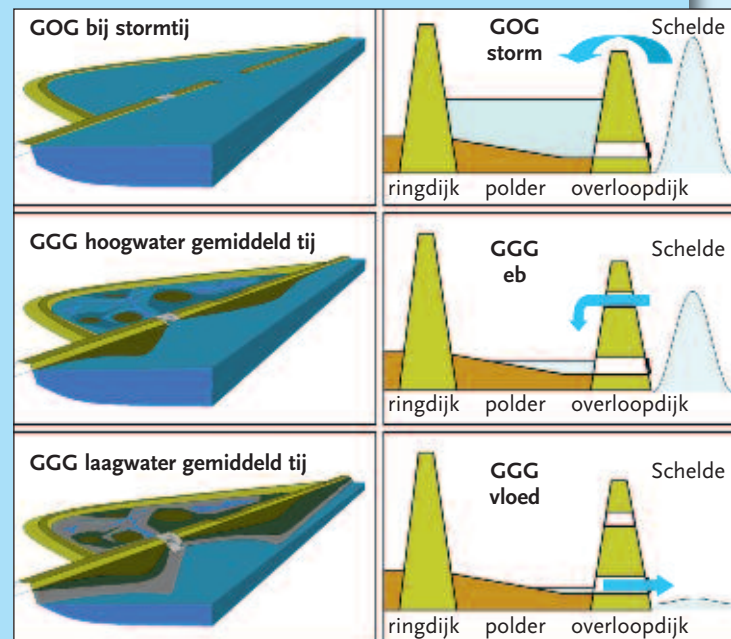 GOG bij stormtij
GOG
storm
Schelde
ringdijk polder overloopdijk
GGG hoogwater gemiddeld tij
GGG
eb
Schelde
ringdijk polder overloopdijk
GGG laagwater gemiddeld tij
GGG
vloed
Schelde
ringdijk polder overloopdijk